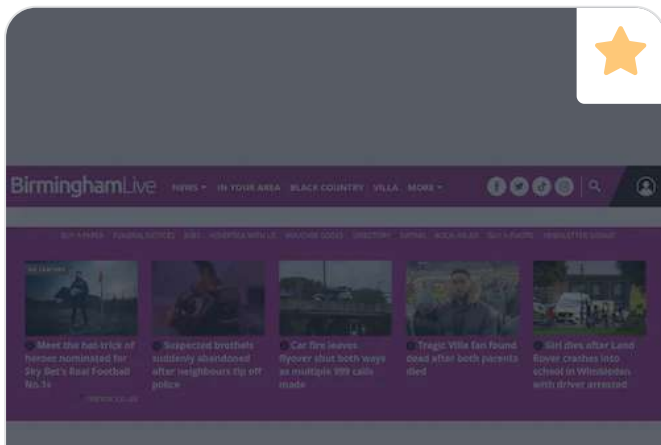 BirminghamLive NEWS IN YOUR AREA BLACK COUNTRY VILLA MORE
BUY A PAPER FUNERAL NOTICES JOBS ADVERTISE WITH US VOUCHER CODES DIRECTORY DATING BOOK AN AD BUY A PHOTO NEWSLETTER SIGNUP
Meet the hat-trick of
heroes nominated for
Sky Bet's Real Football
No.1s
Suspected brothels
suddenly abandoned
after neighbours tip off
police
Car fire leaves
flyover shut both ways
as multiple 999 calls
made
Tragic Villa fan found
dead after both parents
died
Girl dies after Land
Rover crashes into
school in Wimbledon
with driver arrested